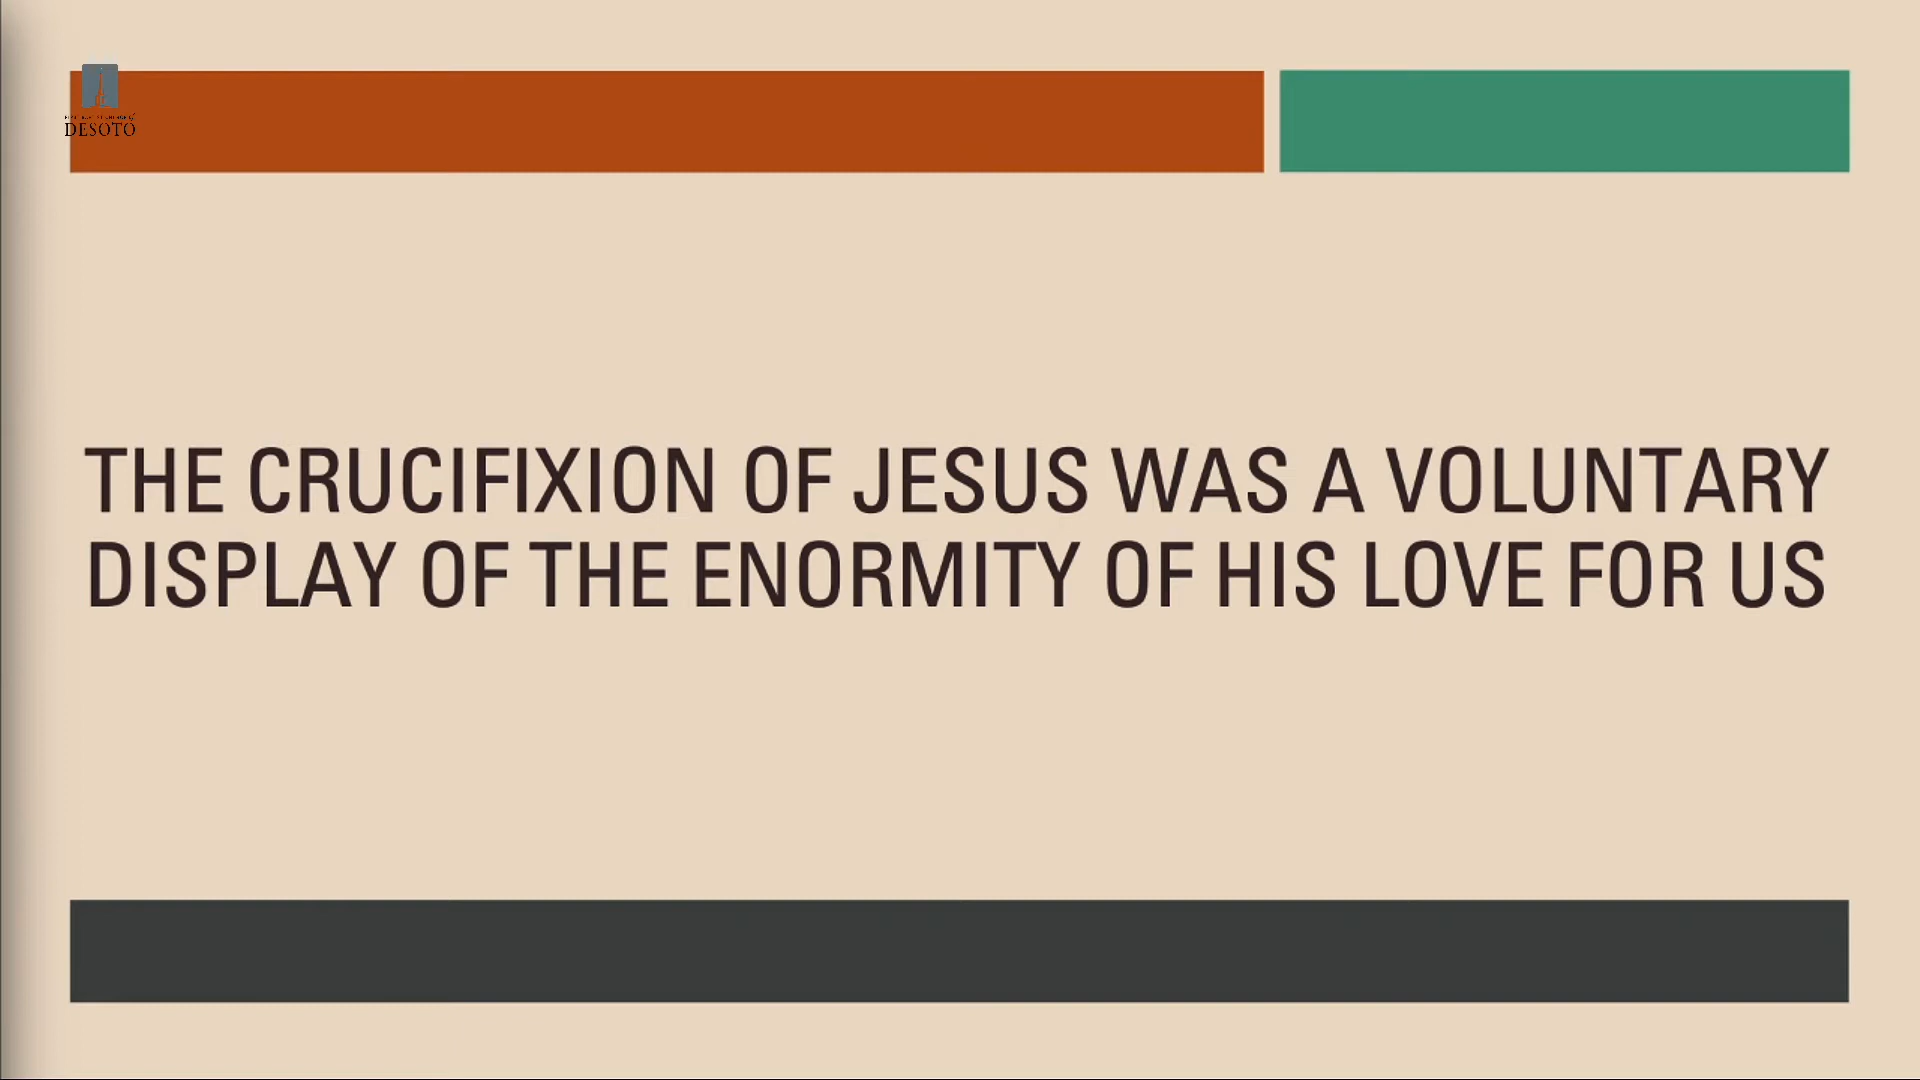 DESOTO
THE CRUCIFIXION OF JESUS WAS A VOLUNTARY
DISPLAY OF THE ENORMITY OF HIS LOVE FOR US